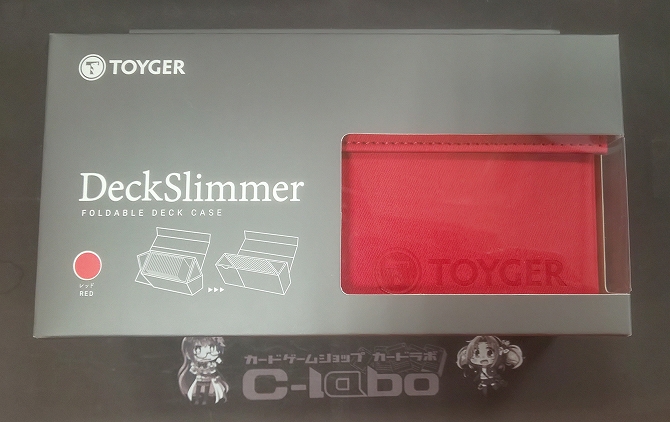 TOYGER
DeckSlimmer
FOLDABLE DECK CASE
レッド
RED
TOYGER
カードゲームショップ カードラボ
C-labo